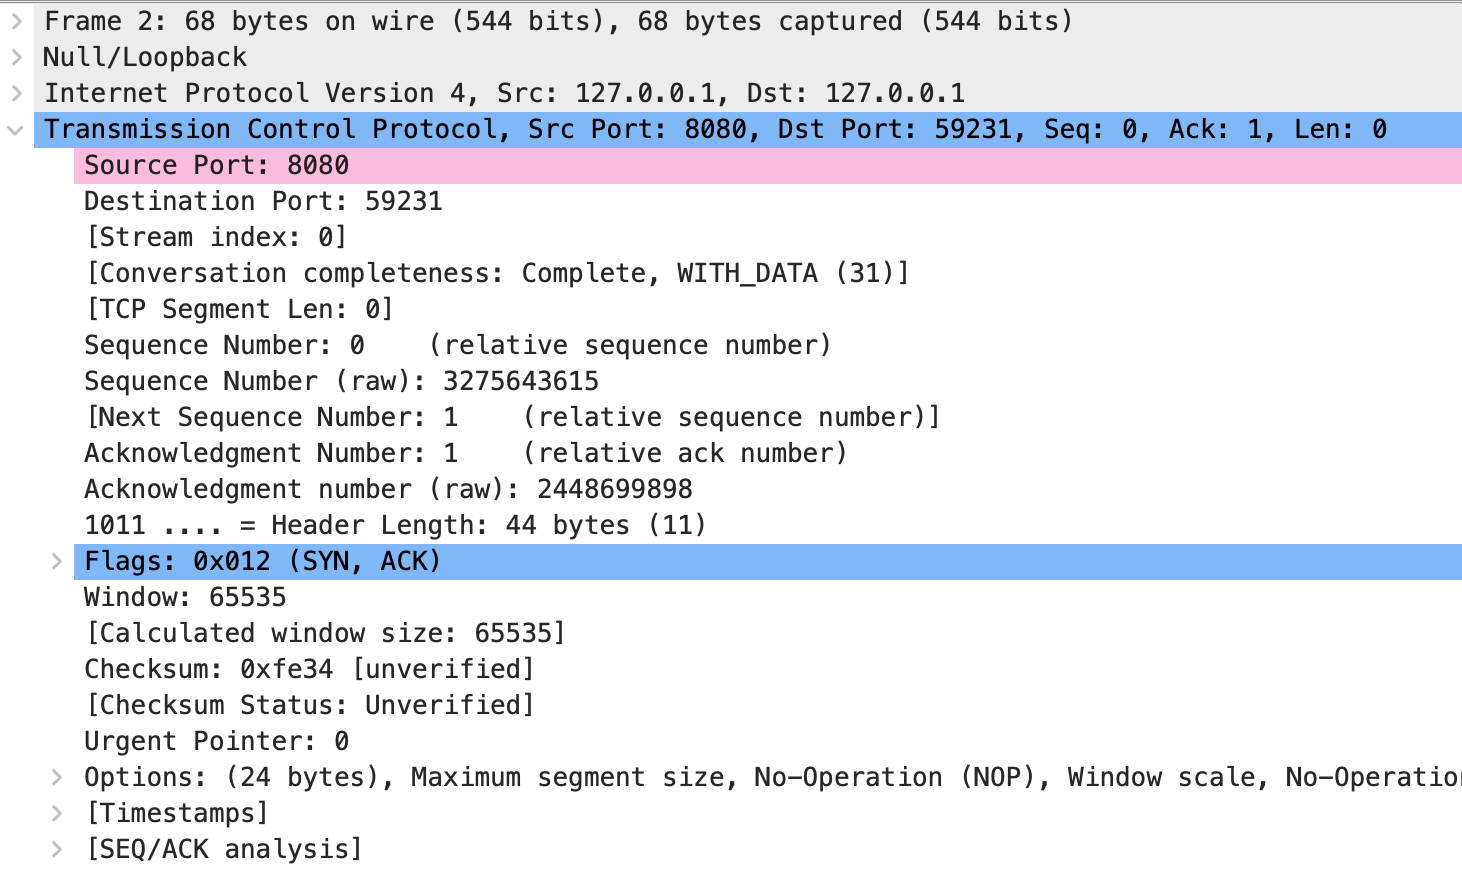 Frame 2: 68 bytes on wire (544 bits), 68 bytes captured (544 bits)
Null/Loopback
Internet Protocol Version 4, Src: 127.0.0.1, Dst: 127.0.0.1
Transmission Control Protocol, Src Port: 8080, Dst Port: 59231, Seq: 0, Ack: 1, Len: 0
Source Port: 8080
Destination Port: 59231
[Stream index: 0]
[Conversation completeness: Complete, WITH_DATA (31)]
[TCP Segment Len: 0]
Sequence Number: 0    (relative sequence number)
Sequence Number (raw): 3275643615
[Next Sequence Number: 1    (relative sequence number)]
Acknowledgment Number: 1    (relative ack number)
Acknowledgment number (raw): 2448699898
1011 .... = Header Length: 44 bytes (11)
Flags: 0x012 (SYN, ACK)
Window: 65535
[Calculated window size: 65535]
Checksum: 0xfe34 [unverified]
[Checksum Status: Unverified]
Urgent Pointer: 0
Options: (24 bytes), Maximum segment size, No-Operation (NOP), Window scale, No-Operatio
[Timestamps]
[SEQ/ACK analysis]